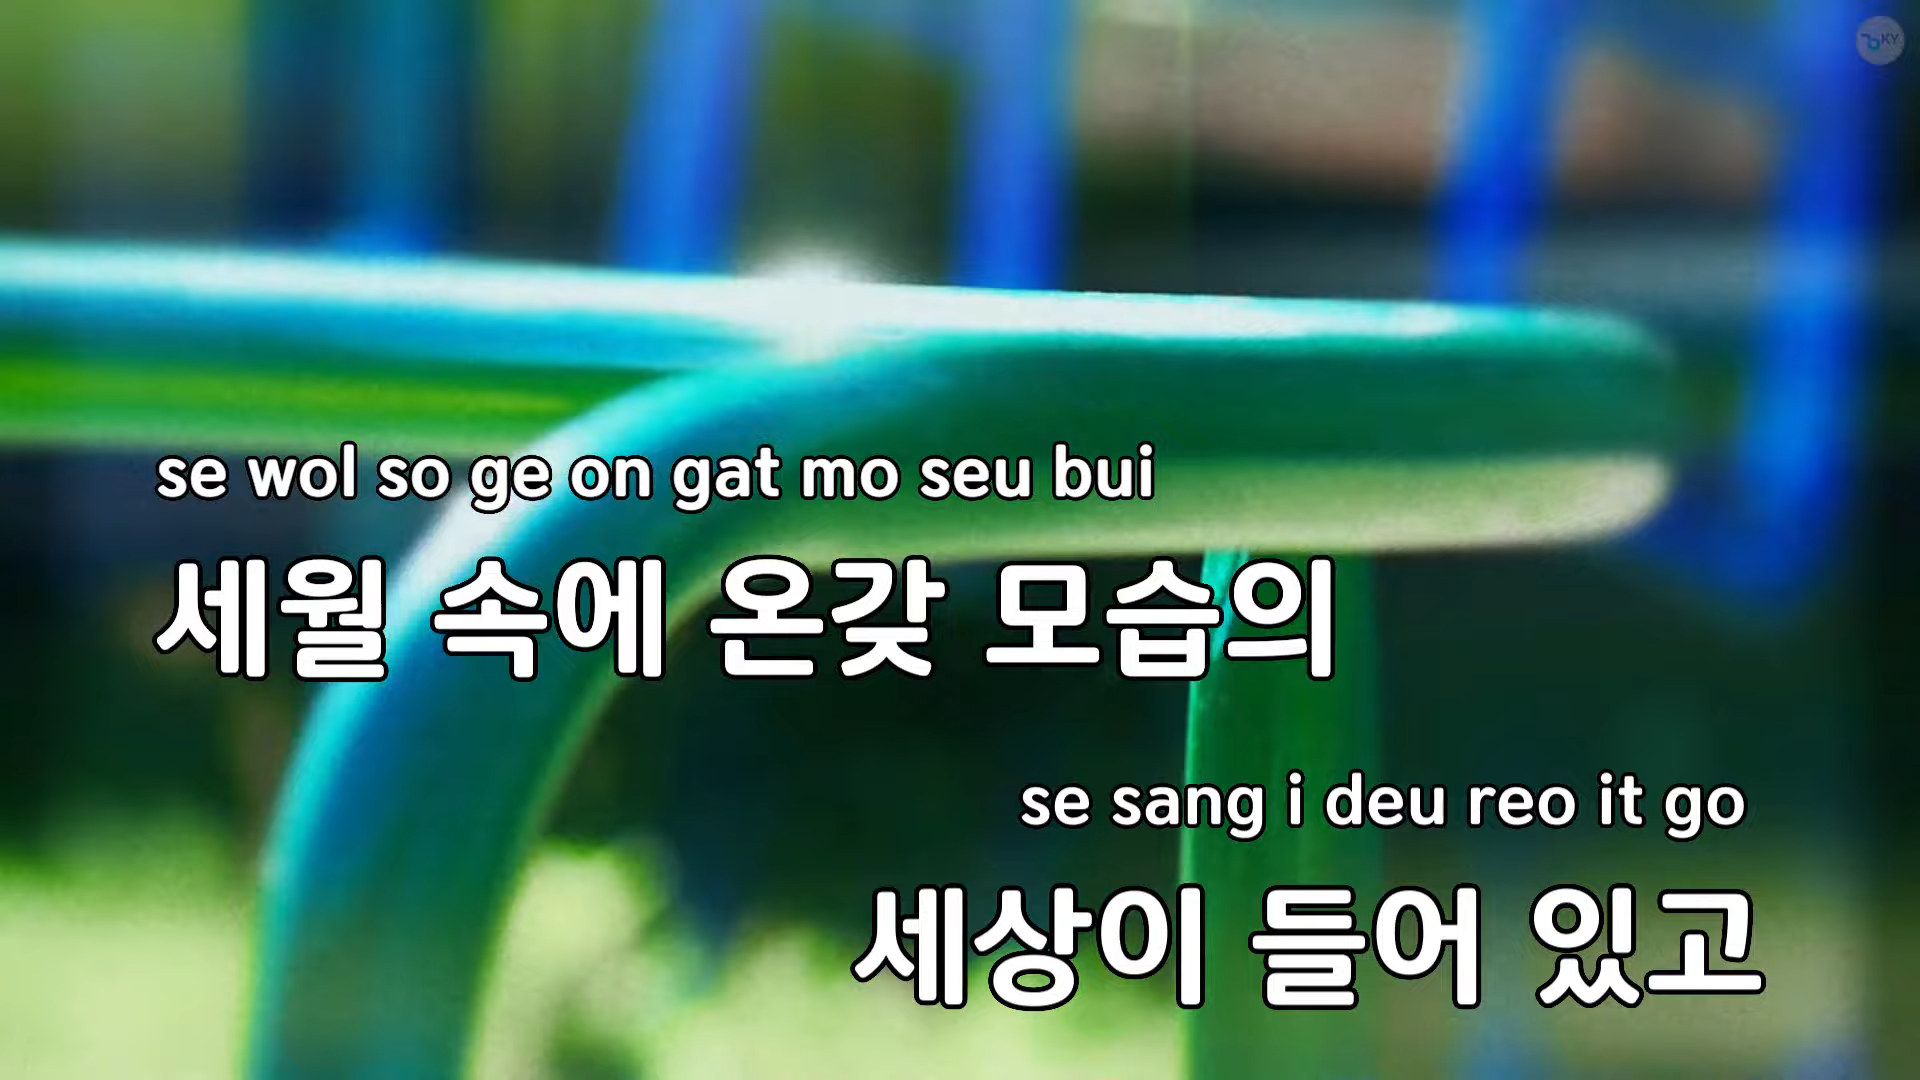 KY
se wol so ge on gat mo seu bui
세월 속에 온갖 모습의
se sang i deu reo it go
세상이 들어 있고